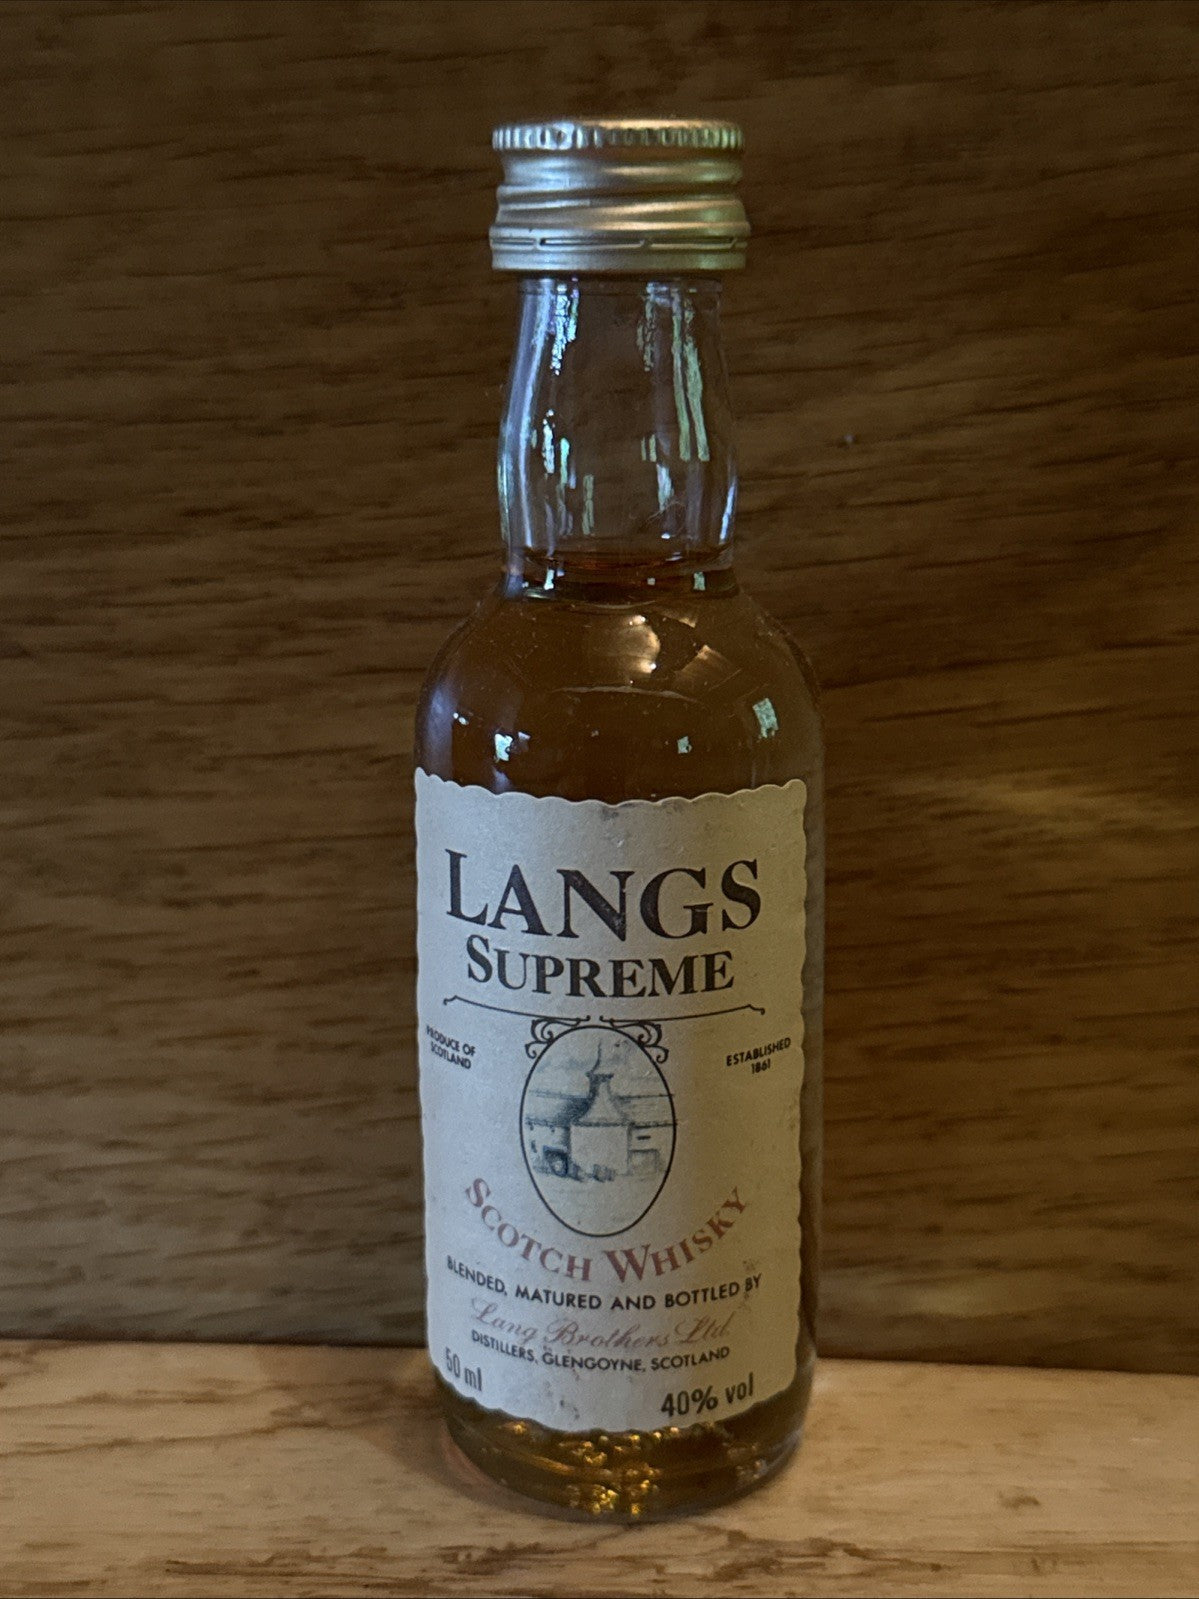 LANGS
SUPREME
PRODUCE OF
SCOTLAND
ESTABLISHED
1861
SCOTCH WHISKY
BLENDED, MATURED AND BOTTLED BY
Lang Brothers Ltd.
DISTILLERS, GLENGOYNE, SCOTLAND
50 ml
40% vol